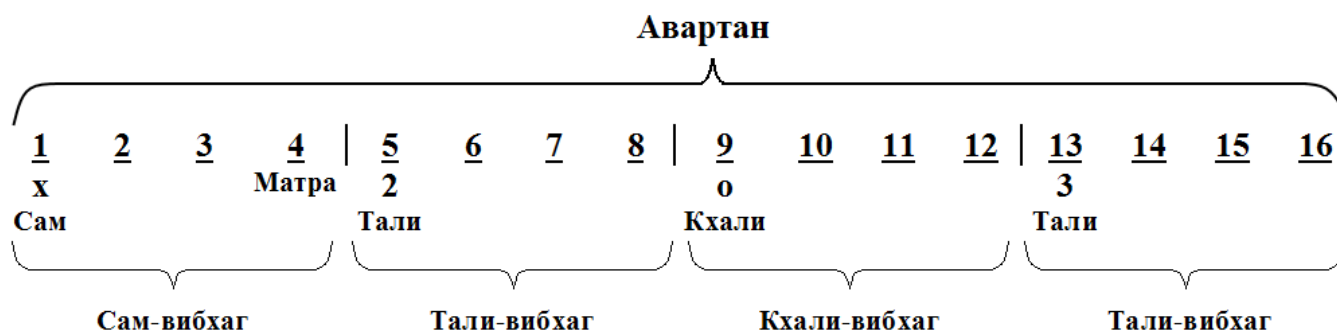 Авартан
1 2 3 4 | 5 6 7 8 | 9 10 11 12 | 13 14 15 16
х Матра 2 о 3
Сам Тали Кхали Тали
Сам-вибхаг Тали-вибхаг Кхали-вибхаг Тали-вибхаг